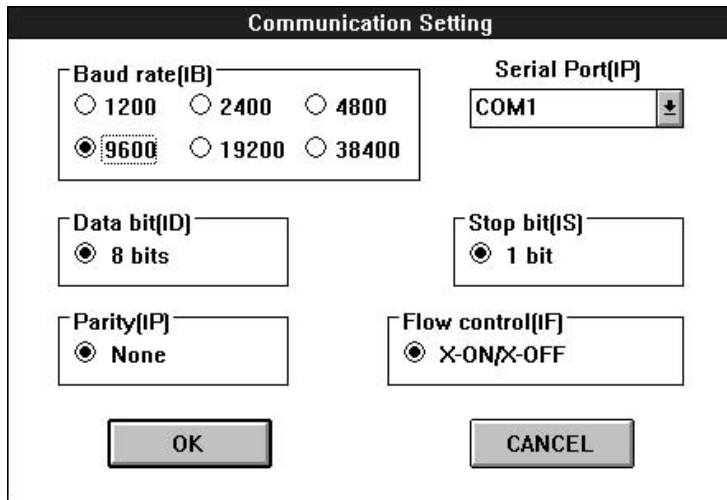 Communication Setting
Baud rate(IB)
1200 2400 4800
9600 19200 38400
Serial Port(IP)
COM1
Data bit(ID)
8 bits
Stop bit(IS)
1 bit
Parity(IP)
None
Flow control(IF)
X-ON/X-OFF
OK
CANCEL